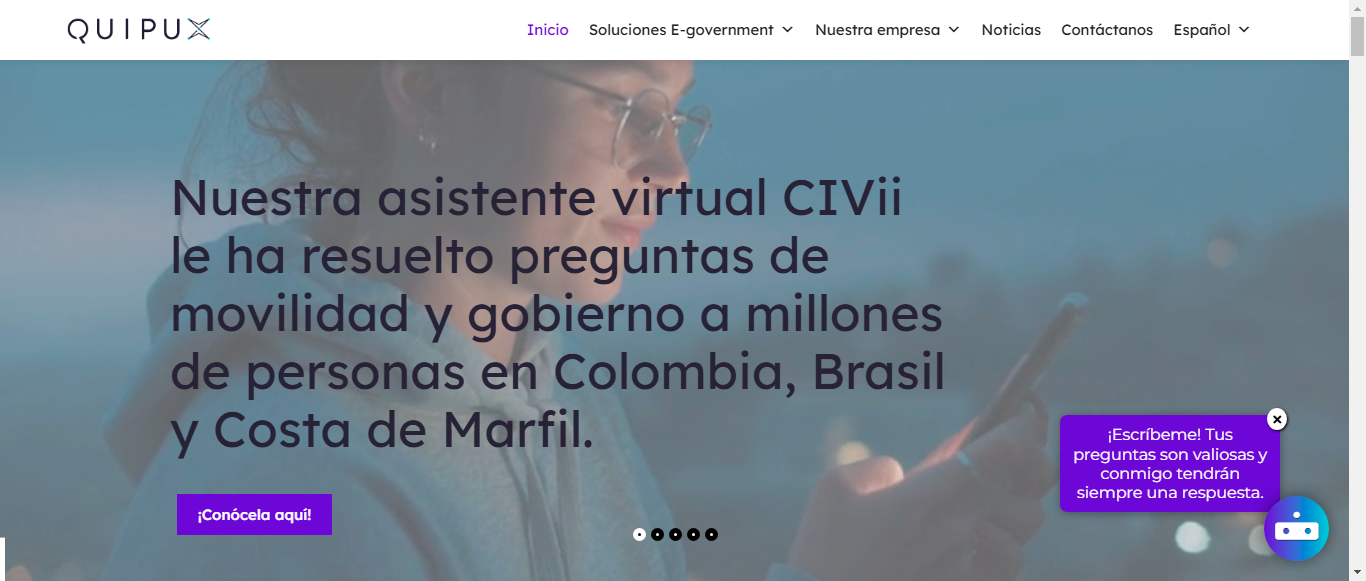 QUIPUX
Inicio
Soluciones E-government
Nuestra empresa
Noticias
Contáctanos
Español
Nuestra asistente virtual CIVii
le ha resuelto preguntas de
movilidad y gobierno a millones
de personas en Colombia, Brasil
y Costa de Marfil.
¡Conócela aquí!
¡Escríbeme! Tus
preguntas son valiosas y
conmigo tendrán
siempre una respuesta.